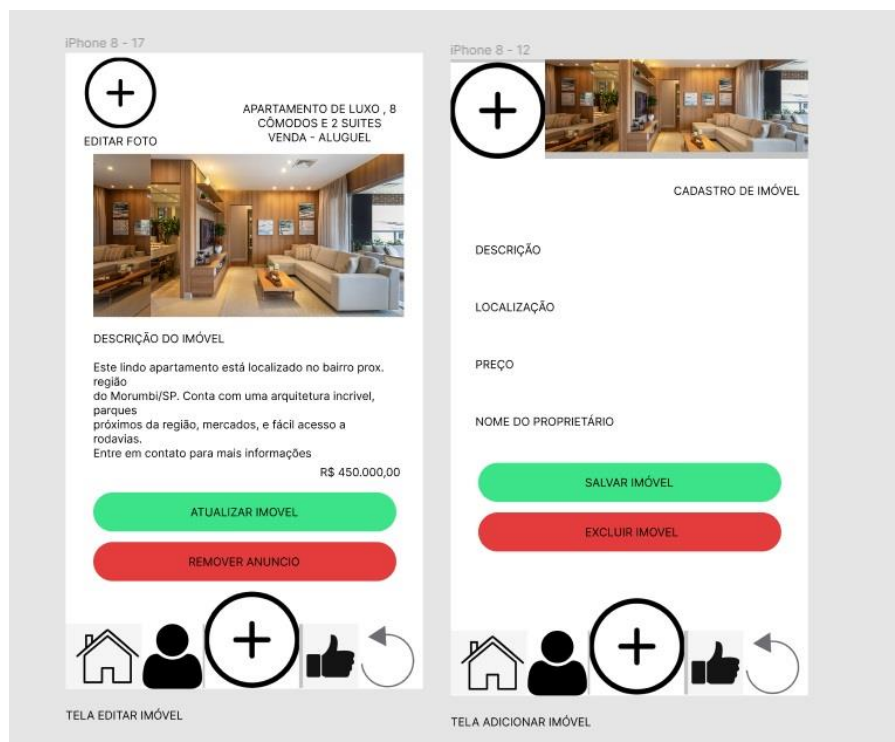 iPhone 8 - 17
EDITAR FOTO
APARTAMENTO DE LUXO , 8
CÔMODOS E 2 SUITES
VENDA - ALUGUEL
DESCRIÇÃO DO IMÓVEL
Este lindo apartamento está localizado no bairro prox.
região
do Morumbi/SP. Conta com uma arquitetura incrivel,
parques
próximos da região, mercados, e fácil acesso a
rodavias.
Entre em contato para mais informações
R$ 450.000,00
ATUALIZAR IMOVEL
REMOVER ANUNCIO
TELA EDITAR IMÓVEL
iPhone 8 - 12
CADASTRO DE IMÓVEL
DESCRIÇÃO
LOCALIZAÇÃO
PREÇO
NOME DO PROPRIETÁRIO
SALVAR IMÓVEL
EXCLUIR IMOVEL
TELA ADICIONAR IMÓVEL